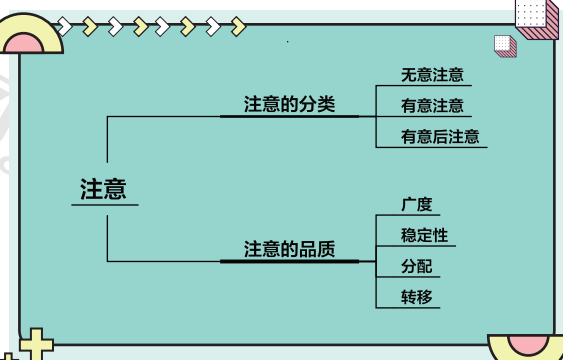 注意
注意的分类
无意注意
有意注意
有意后注意
注意的品质
广度
稳定性
分配
转移